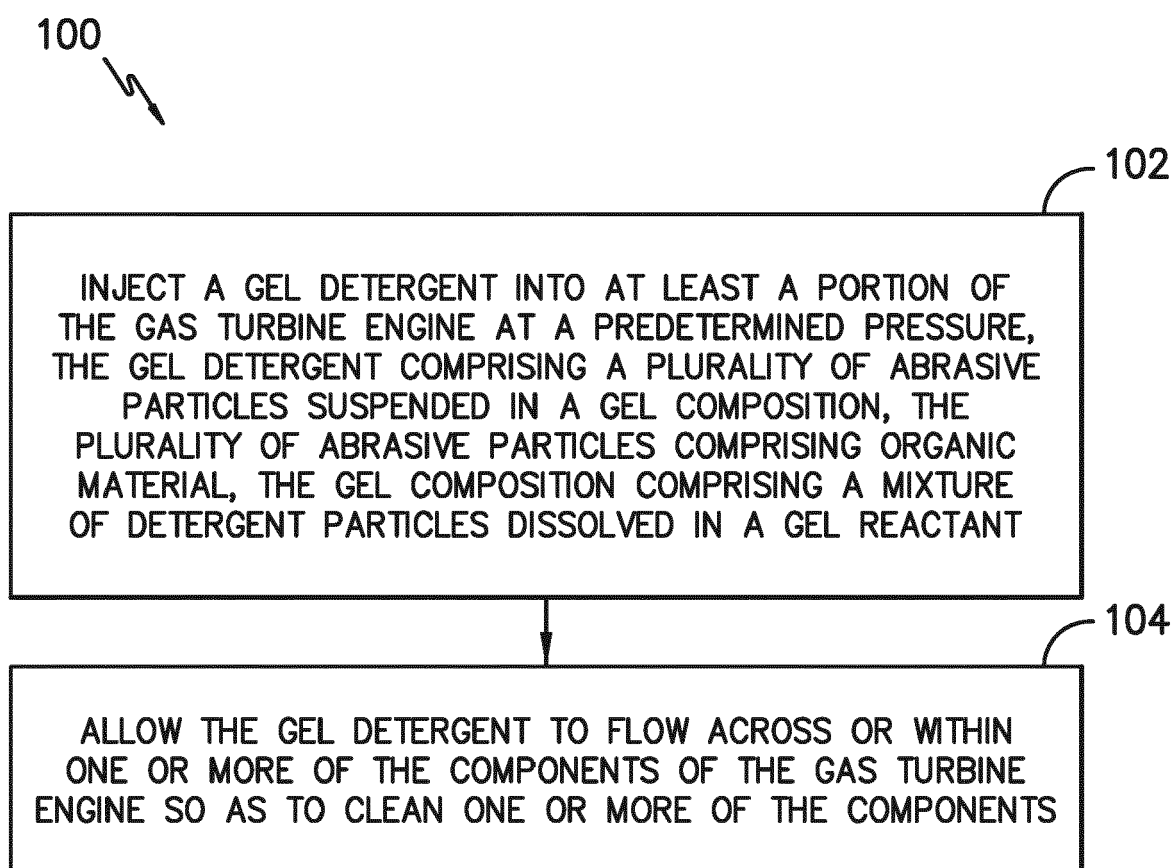 100
102
INJECT A GEL DETERGENT INTO AT LEAST A PORTION OF
THE GAS TURBINE ENGINE AT A PREDETERMINED PRESSURE,
THE GEL DETERGENT COMPRISING A PLURALITY OF ABRASIVE
PARTICLES SUSPENDED IN A GEL COMPOSITION, THE
PLURALITY OF ABRASIVE PARTICLES COMPRISING ORGANIC
MATERIAL, THE GEL COMPOSITION COMPRISING A MIXTURE
OF DETERGENT PARTICLES DISSOLVED IN A GEL REACTANT
104
ALLOW THE GEL DETERGENT TO FLOW ACROSS OR WITHIN
ONE OR MORE OF THE COMPONENTS OF THE GAS TURBINE
ENGINE SO AS TO CLEAN ONE OR MORE OF THE COMPONENTS